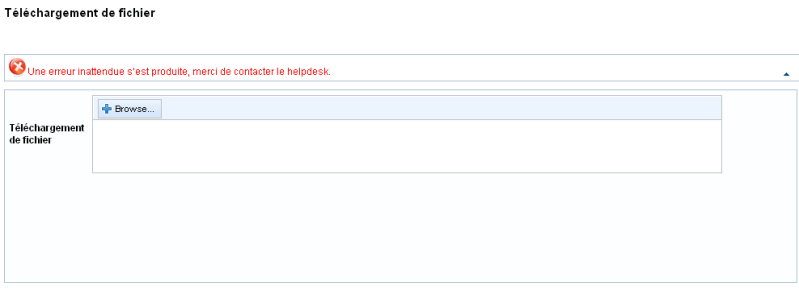 Téléchargement de fichier
Une erreur inattendue s'est produite, merci de contacter le helpdesk.
Browse...
Téléchargement
de fichier